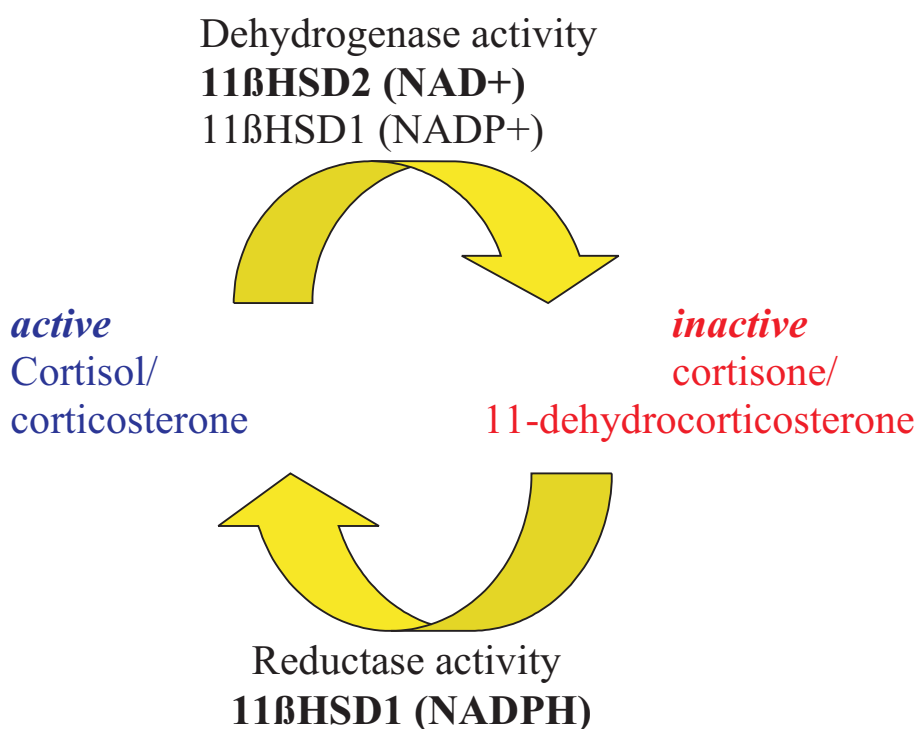 Dehydrogenase activity
11ßHSD2 (NAD+)
11ßHSD1 (NADP+)
active
Cortisol/
corticosterone
inactive
cortisone/
11-dehydrocorticosterone
Reductase activity
11ßHSD1 (NADPH)